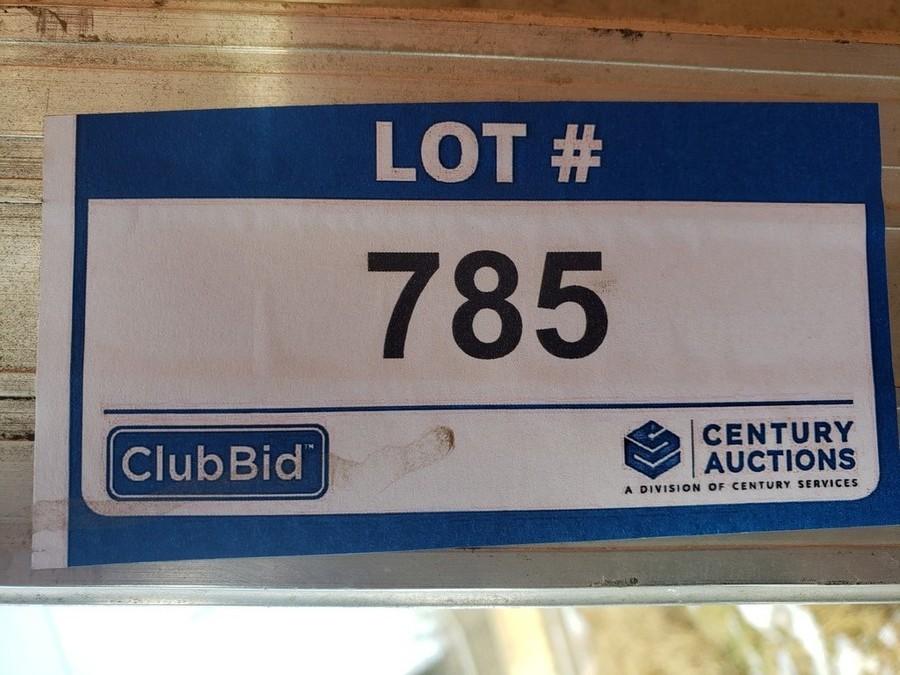 LOT #
785
ClubBid™
CENTURY
AUCTIONS
A DIVISION OF CENTURY SERVICES